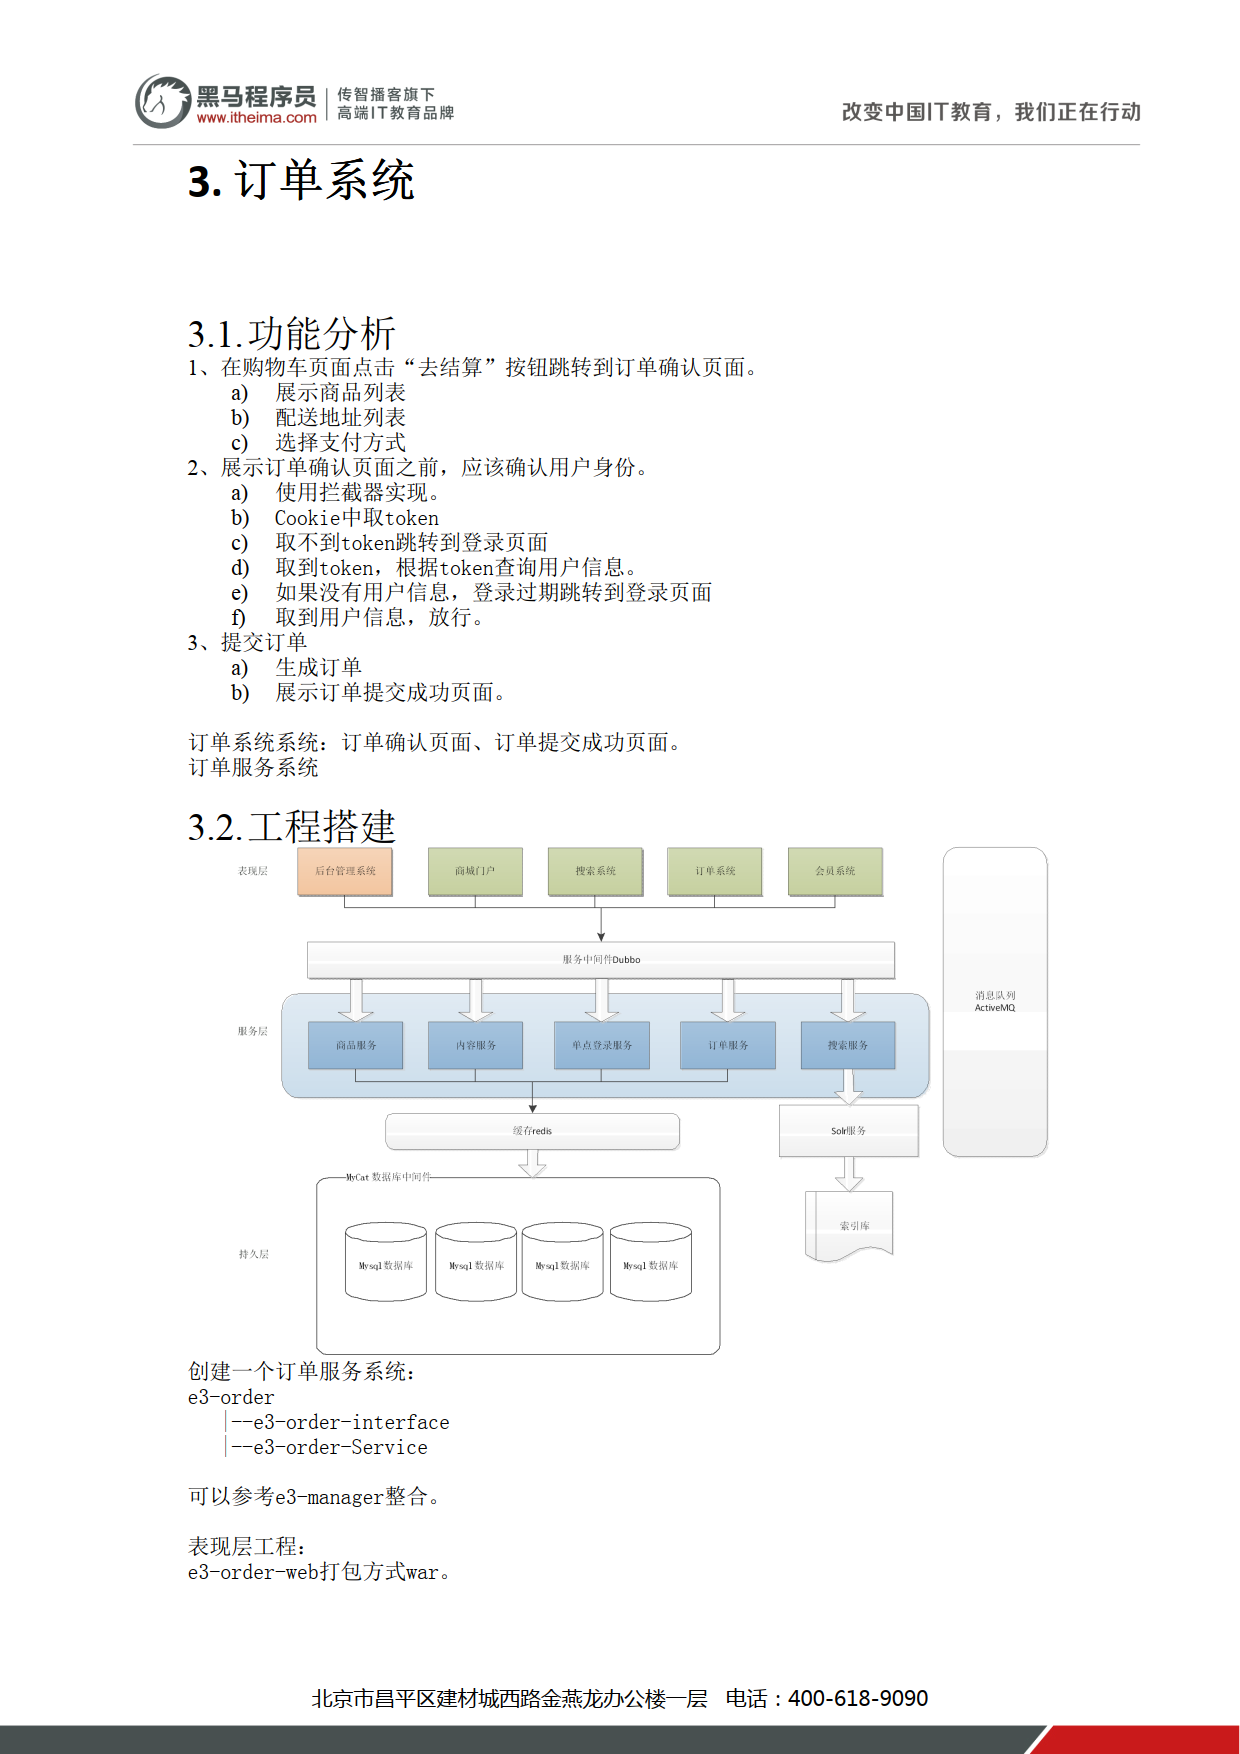 黑马程序员
www.itheima.com
传智播客旗下
高端IT教育品牌
改变中国IT教育，我们正在行动
3. 订单系统
3.1. 功能分析
1、在购物车页面点击“去结算”按钮跳转到订单确认页面。
a) 展示商品列表
b) 配送地址列表
c) 选择支付方式
2、展示订单确认页面之前，应该确认用户身份。
a) 使用拦截器实现。
b) Cookie中取token
c) 取不到token跳转到登录页面
d) 取到token，根据token查询用户信息。
e) 如果没有用户信息，登录过期跳转到登录页面
f) 取到用户信息，放行。
3、提交订单
a) 生成订单
b) 展示订单提交成功页面。
订单系统系统：订单确认页面、订单提交成功页面。
订单服务系统
3.2. 工程搭建
表现层
后台管理系统
商城门户
搜索系统
订单系统
会员系统
服务中间件Dubbo
消息队列
ActiveMQ
服务层
商品服务
内容服务
单点登录服务
订单服务
搜索服务
缓存redis
Solr服务
MyCat 数据库中间件
索引库
持久层
Mysql 数据库
Mysql 数据库
Mysql 数据库
Mysql 数据库
创建一个订单服务系统：
e3-order
|--e3-order-interface
|--e3-order-Service
可以参考e3-manager整合。
表现层工程：
e3-order-web打包方式war。
北京市昌平区建材城西路金燕龙办公楼一层 电话：400-618-9090